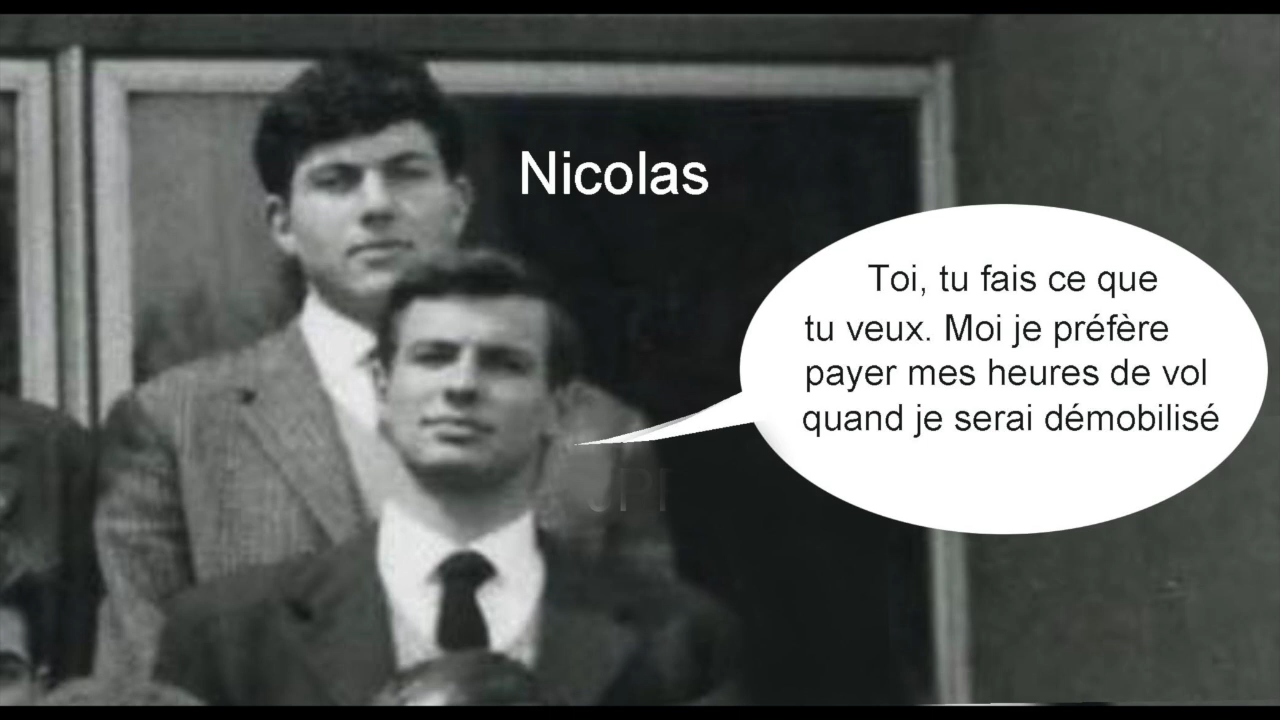 Nicolas
Toi, tu fais ce que
tu veux. Moi je préfère
payer mes heures de vol
quand je serai démobilisé
JPI